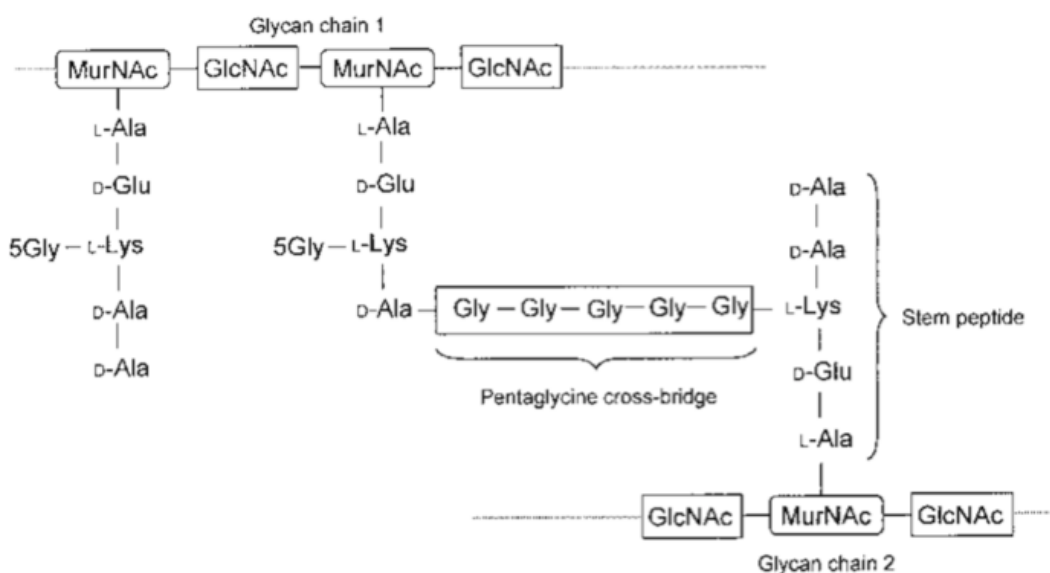 Glycan chain 1
MurNAc GlcNAc MurNAc GlcNAc
L-Ala L-Ala
D-Glu D-Glu D-Ala
5Gly – L-Lys 5Gly – L-Lys D-Ala
D-Ala D-Ala Gly – Gly – Gly – Gly – Gly L-Lys Stem peptide
D-Ala D-Glu
Pentaglycine cross-bridge
L-Ala
GlcNAc MurNAc GlcNAc
Glycan chain 2